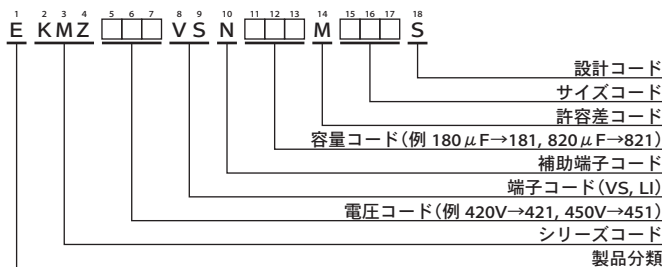 1 2 3 4 5 6 7 8 9 10 11 12 13 14 15 16 17 18
E KMZ □□□ VS N □□□ M □□□ S
設計コード
サイズコード
許容差コード
容量コード(例 180μF→181, 820μF→821)
補助端子コード
端子コード(VS, LI)
電圧コード(例 420V→421, 450V→451)
シリーズコード
製品分類